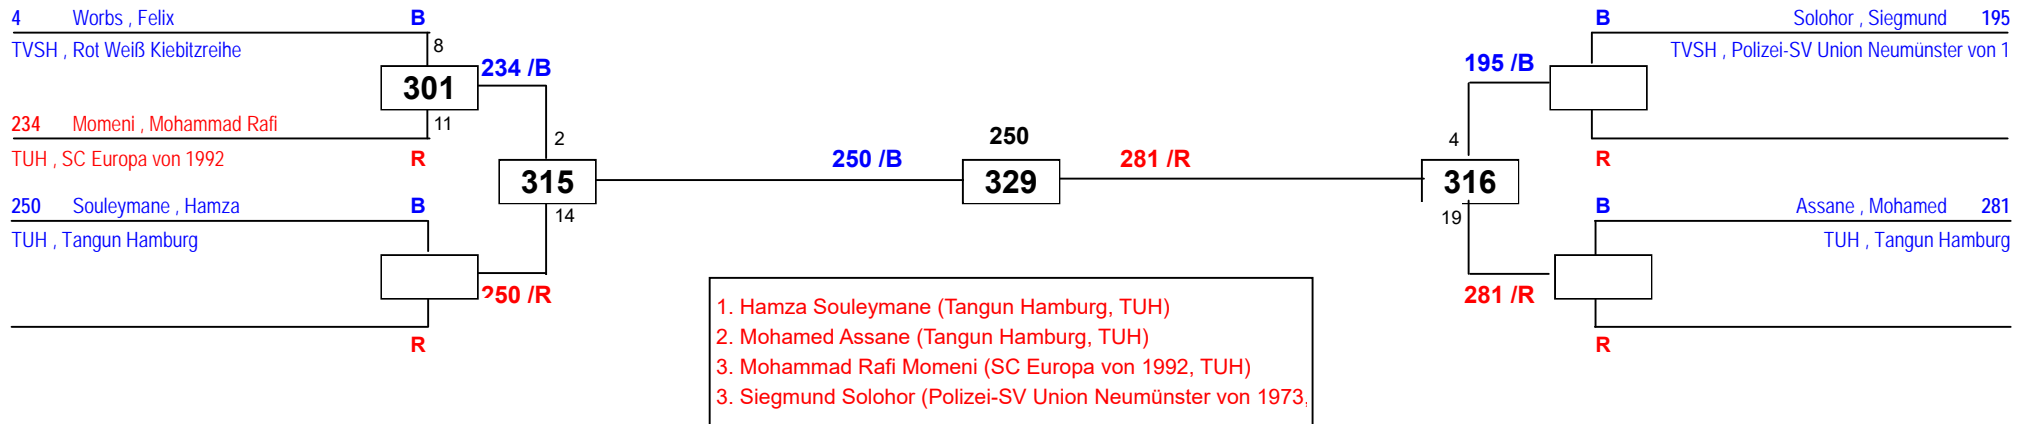 4 Worbs , Felix B
TVSH , Rot Weiß Kiebitzreihe
8
301
234 /B
11
234 Momeni , Mohammad Rafi
TUH , SC Europa von 1992 R
2
315
14
250 Souleymane , Hamza B
TUH , Tangun Hamburg
250 /R
R
250 /B
250
329
281 /R
B Solohor , Siegmund 195
TVSH , Polizei-SV Union Neumünster von 1
195 /B
R
4
316
19
B Assane , Mohamed 281
TUH , Tangun Hamburg
281 /R
R
1. Hamza Souleymane (Tangun Hamburg, TUH)
2. Mohamed Assane (Tangun Hamburg, TUH)
3. Mohammad Rafi Momeni (SC Europa von 1992, TUH)
3. Siegmund Solohor (Polizei-SV Union Neumünster von 1973,